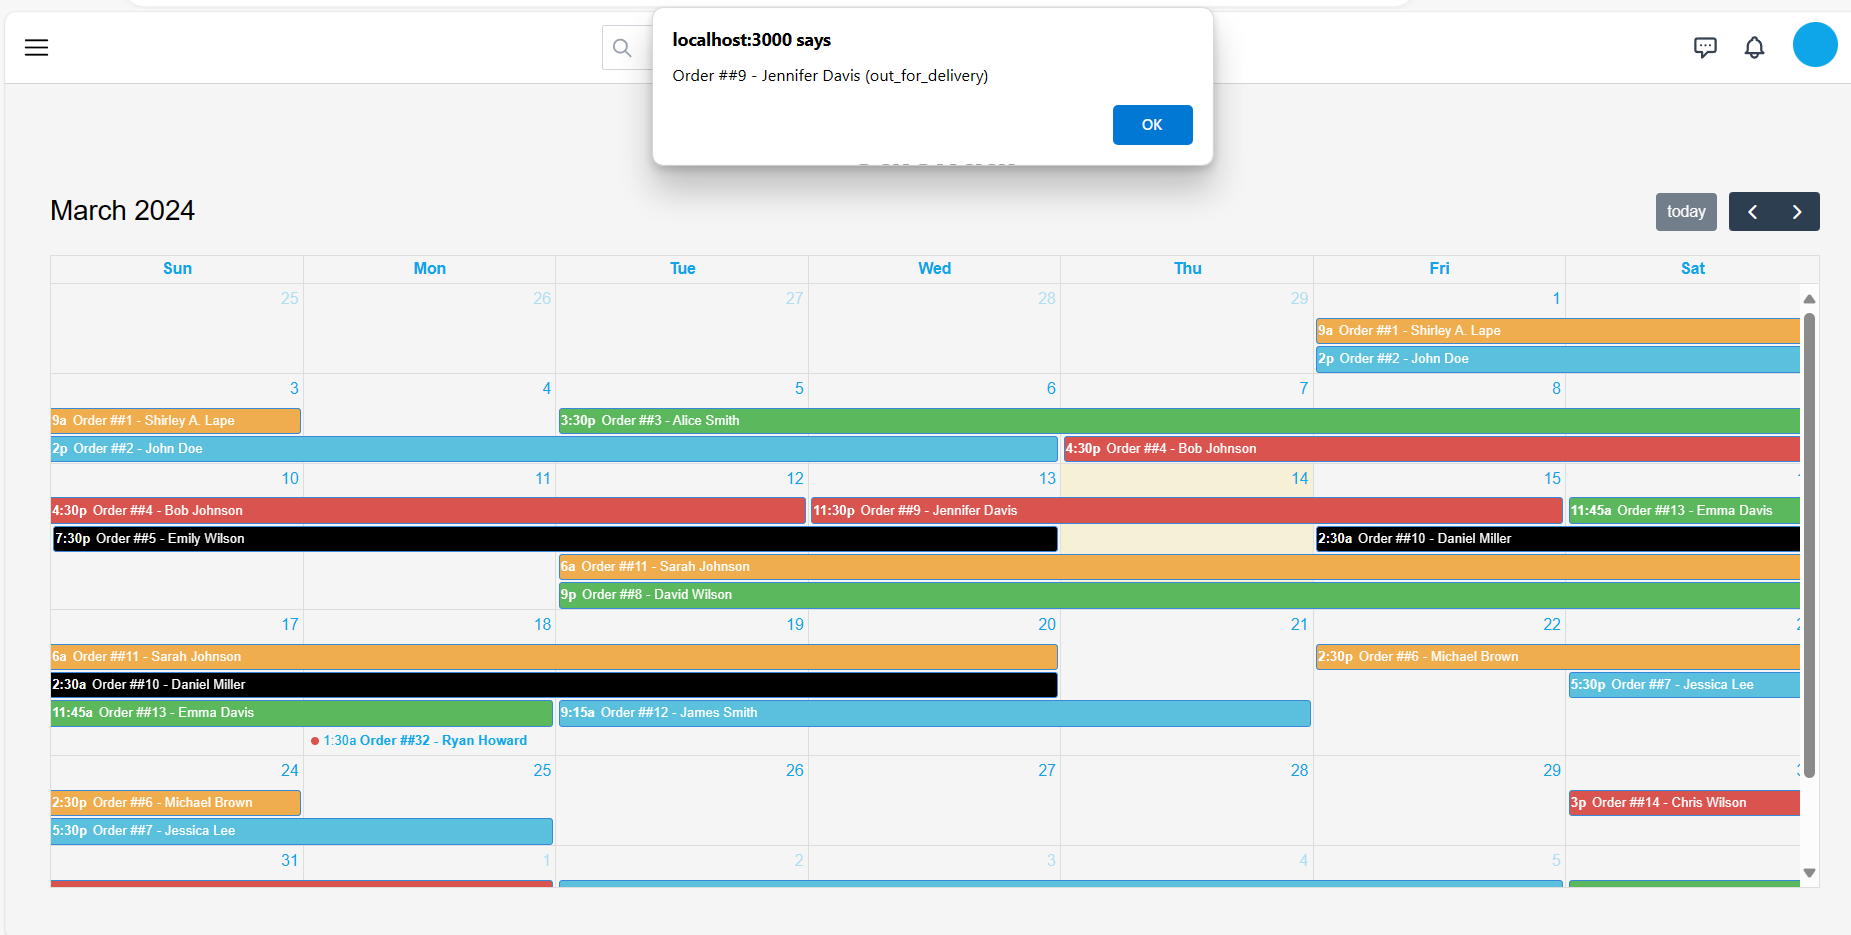 localhost:3000 says
Order ##9 - Jennifer Davis (out_for_delivery)
OK
March 2024
today
Sun Mon Tue Wed Thu Fri Sat
25 26 27 28 29 1
9a Order ##1 - Shirley A. Lape
2p Order ##2 - John Doe
3 4 5 6 7 8
9a Order ##1 - Shirley A. Lape 3:30p Order ##3 - Alice Smith
2p Order ##2 - John Doe 4:30p Order ##4 - Bob Johnson
10 11 12 13 14 15
4:30p Order ##4 - Bob Johnson 11:30p Order ##9 - Jennifer Davis 11:45a Order ##13 - Emma Davis
7:30p Order ##5 - Emily Wilson 2:30a Order ##10 - Daniel Miller
6a Order ##11 - Sarah Johnson
9p Order ##8 - David Wilson
17 18 19 20 21 22
6a Order ##11 - Sarah Johnson 2:30p Order ##6 - Michael Brown
2:30a Order ##10 - Daniel Miller 5:30p Order ##7 - Jessica Lee
11:45a Order ##13 - Emma Davis 9:15a Order ##12 - James Smith
1:30a Order ##32 - Ryan Howard
24 25 26 27 28 29
2:30p Order ##6 - Michael Brown 3p Order ##14 - Chris Wilson
5:30p Order ##7 - Jessica Lee
31 1 2 3 4 5